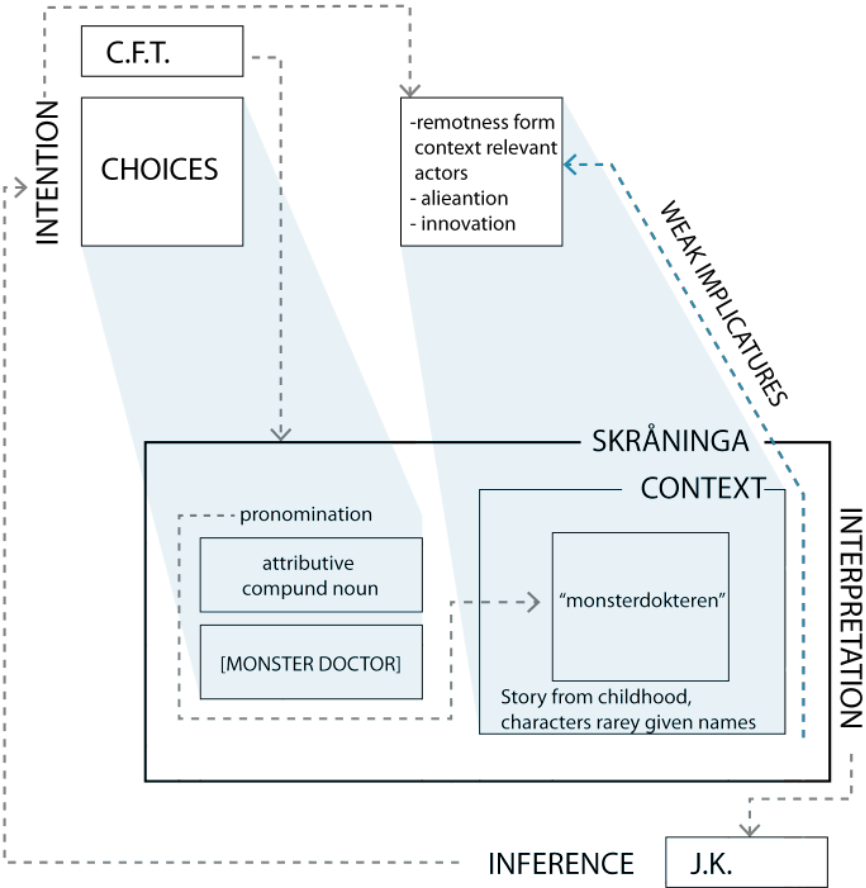 C.F.T.
INTENTION
CHOICES
-remotness form
context relevant
actors
- alieantion
- innovation
WEAK IMPLICATURES
SKRÅNINGA
CONTEXT
pronomination
attributive
compund noun
[MONSTER DOCTOR]
“monsterdokteren”
Story from childhood,
characters rarey given names
INTERPRETATION
INFERENCE
J.K.